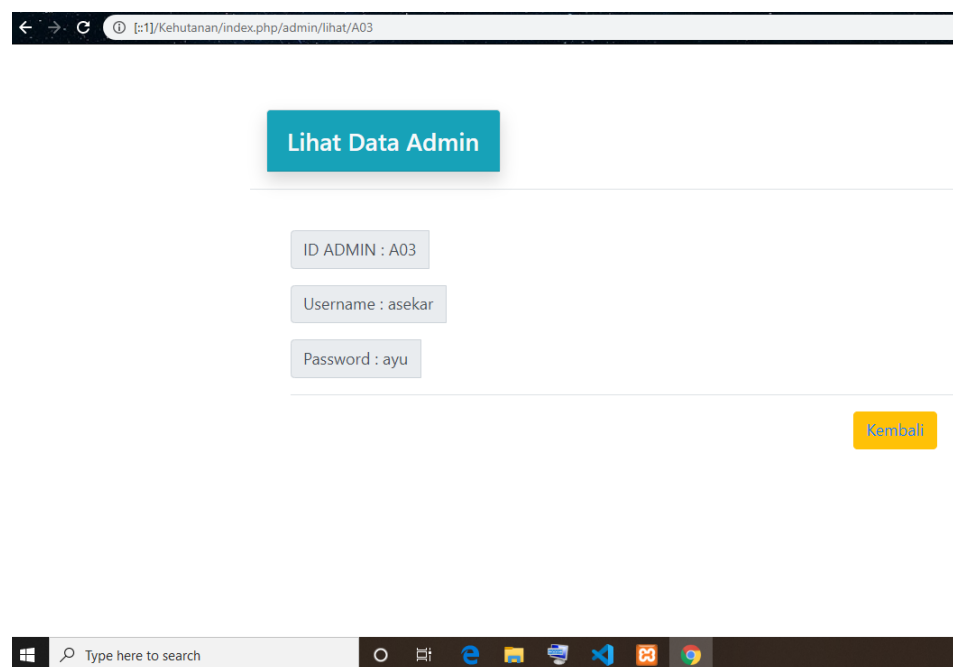 [::1]/Kehutanan/index.php/admin/lihat/A03
Lihat Data Admin
ID ADMIN : A03
Username : asekar
Password : ayu
Kembali
Type here to search